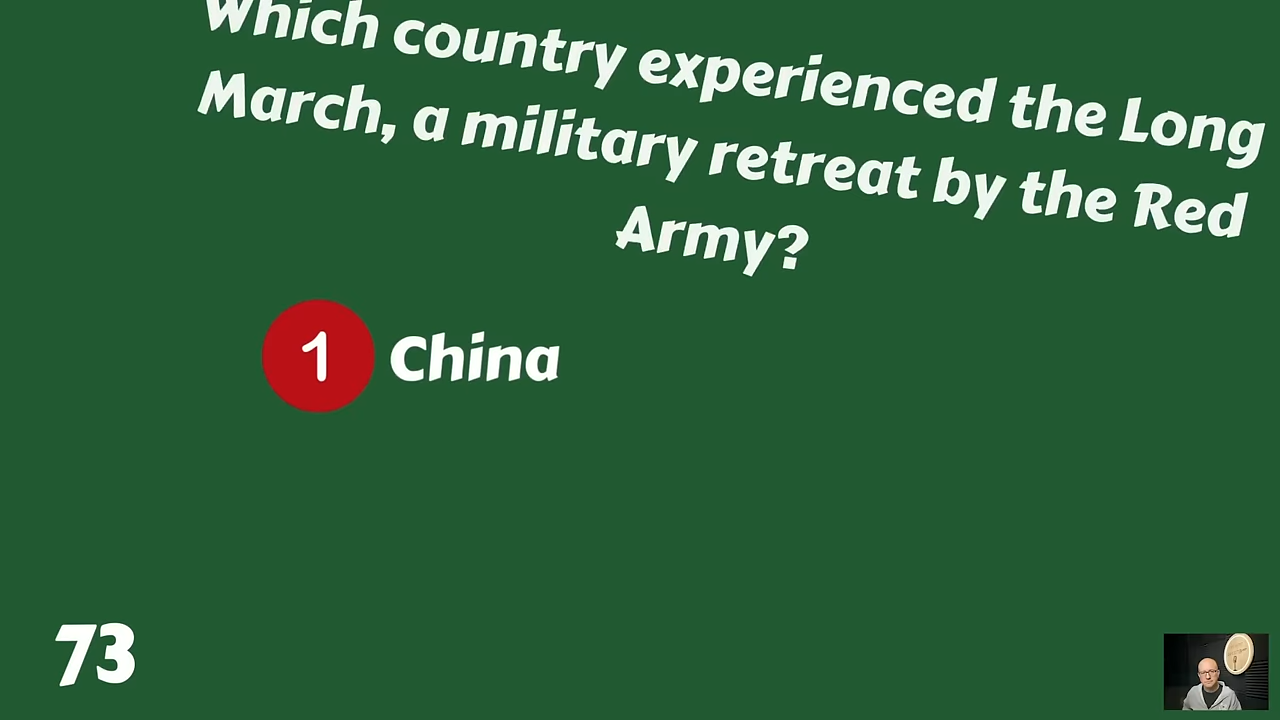 Which country experienced the Long
March, a military retreat by the Red
Army?
1 China
73